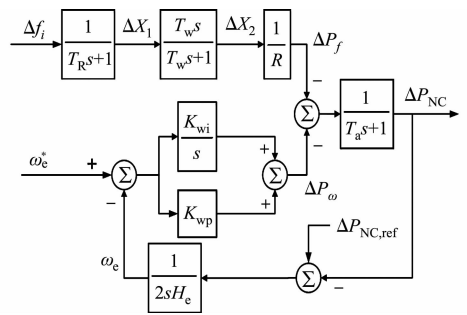 Δf_i
1
T_R s+1
ΔX_1
T_w s
T_w s+1
ΔX_2
1
R
ΔP_f
−
Σ
−
1
T_a s+1
ΔP_NC
ω_e^*
+
Σ
−
K_wi
s
K_wp
+
Σ
+
ΔP_ω
ω_e
1
2sH_e
Σ
−
ΔP_NC,ref